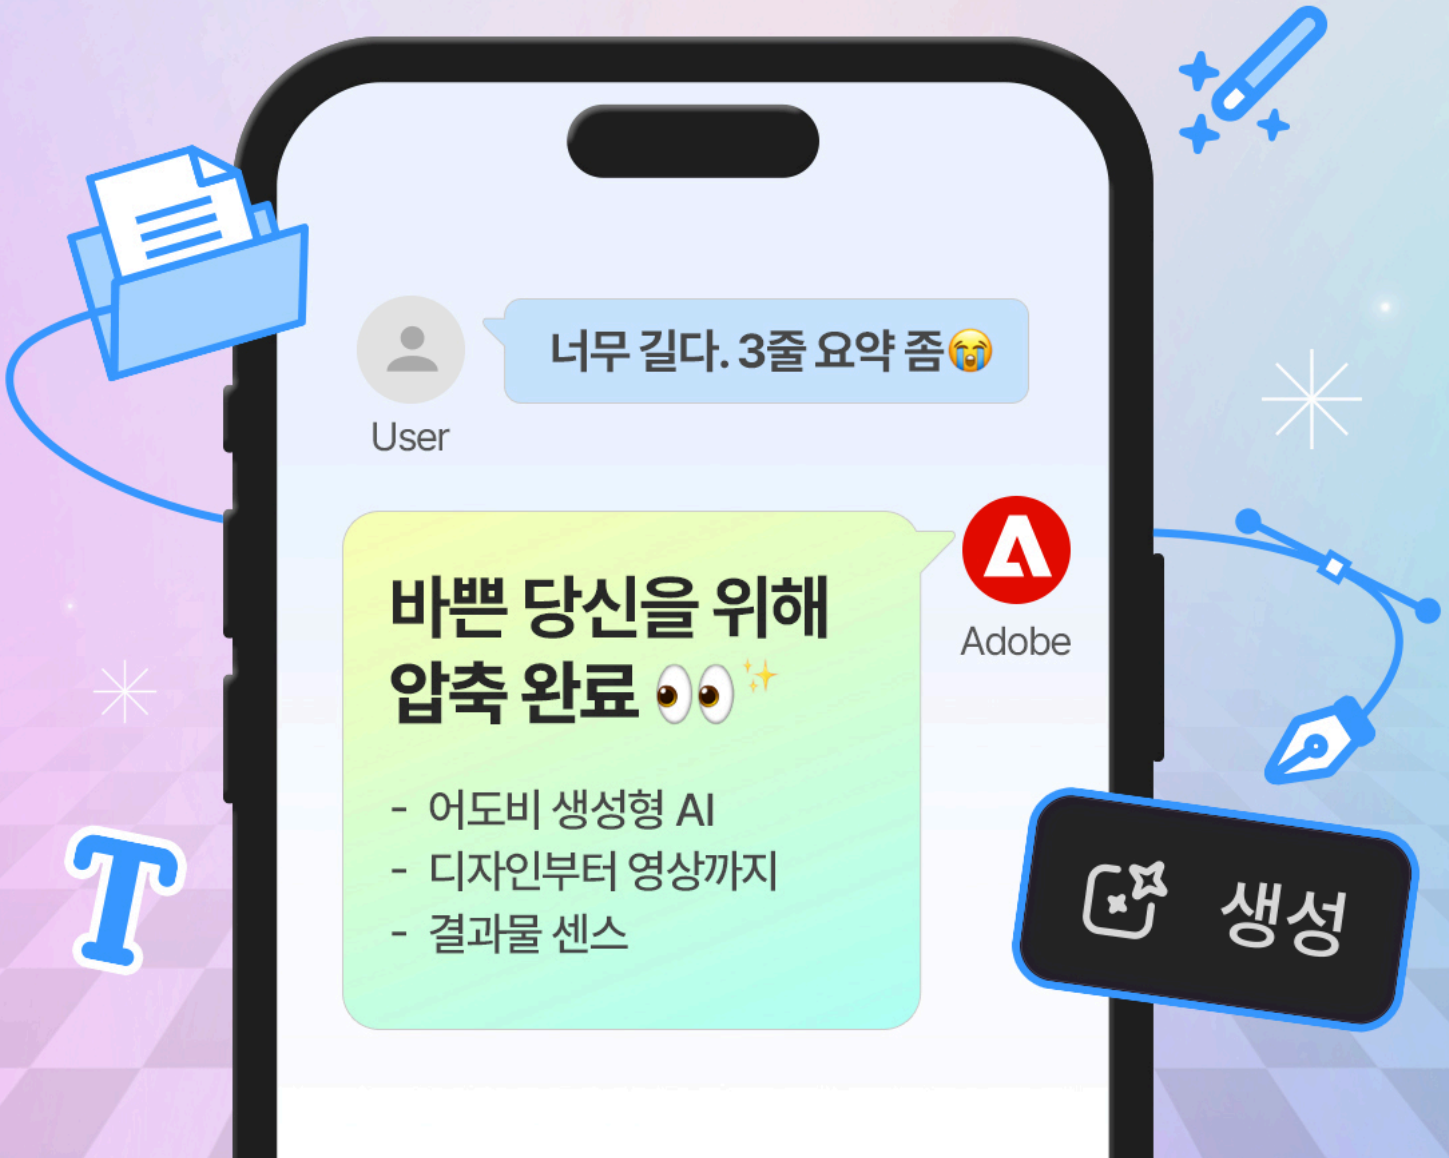 너무 길다. 3줄 요약 좀😭
User
바쁜 당신을 위해
압축 완료 👀✨
Adobe
- 어도비 생성형 AI
- 디자인부터 영상까지
- 결과물 센스
생성
T